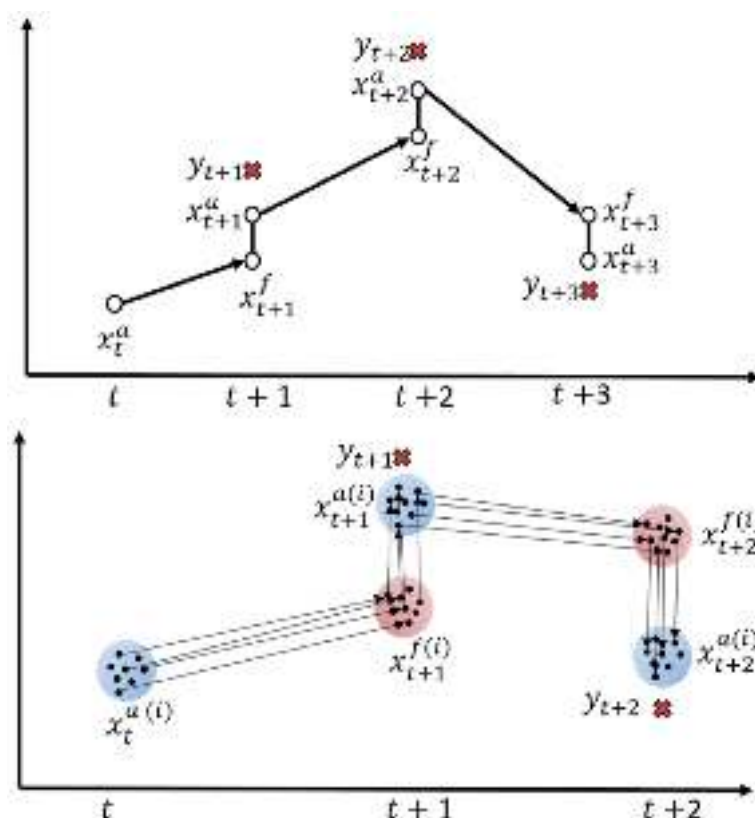 y_{t+2}
x^a_{t+2}
x^f_{t+2}
y_{t+1}
x^a_{t+1}
x^f_{t+3}
x^f_{t+1}
x^a_{t+3}
y_{t+3}
x^a_t
t t + 1 t+2 t+3
y_{t+1}
x^{a(i)}_{t+1}
x^{f(i}_{t+2}
x^{f(i)}_{t+1}
x^{a(i)}_{t+2}
x^{a (i)}_t
y_{t+2}
t t + 1 t+2